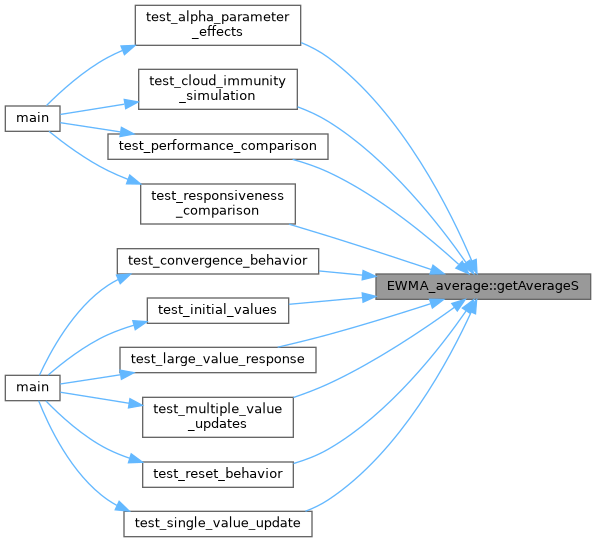 test_alpha_parameter
_effects
test_cloud_immunity
_simulation
main
test_performance_comparison
test_responsiveness
_comparison
test_convergence_behavior
EWMA_average::getAverageS
test_initial_values
test_large_value_response
main
test_multiple_value
_updates
test_reset_behavior
test_single_value_update